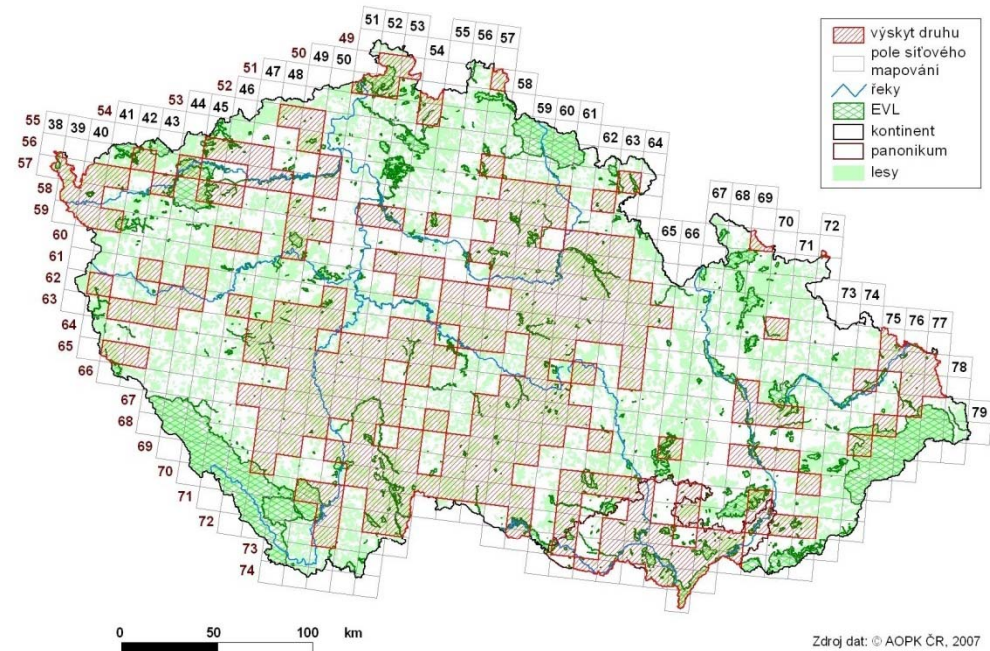 51 52 53
49
54
55 56 57
50
49 50
51
47 48
58
52
46
59 60 61
53
44 45
62 63 64
54
41 42 43
55
38 39 40
56
57
58
59
60
61
62
63
64
65
66
67
68
69
70
71
72
73
74
65 66
67 68 69
70
71
72
73 74
75 76 77
78
79
výskyt druhu
pole síťového
mapování
řeky
EVL
kontinent
panonikum
lesy
0 50 100 km
Zdroj dat: © AOPK ČR, 2007